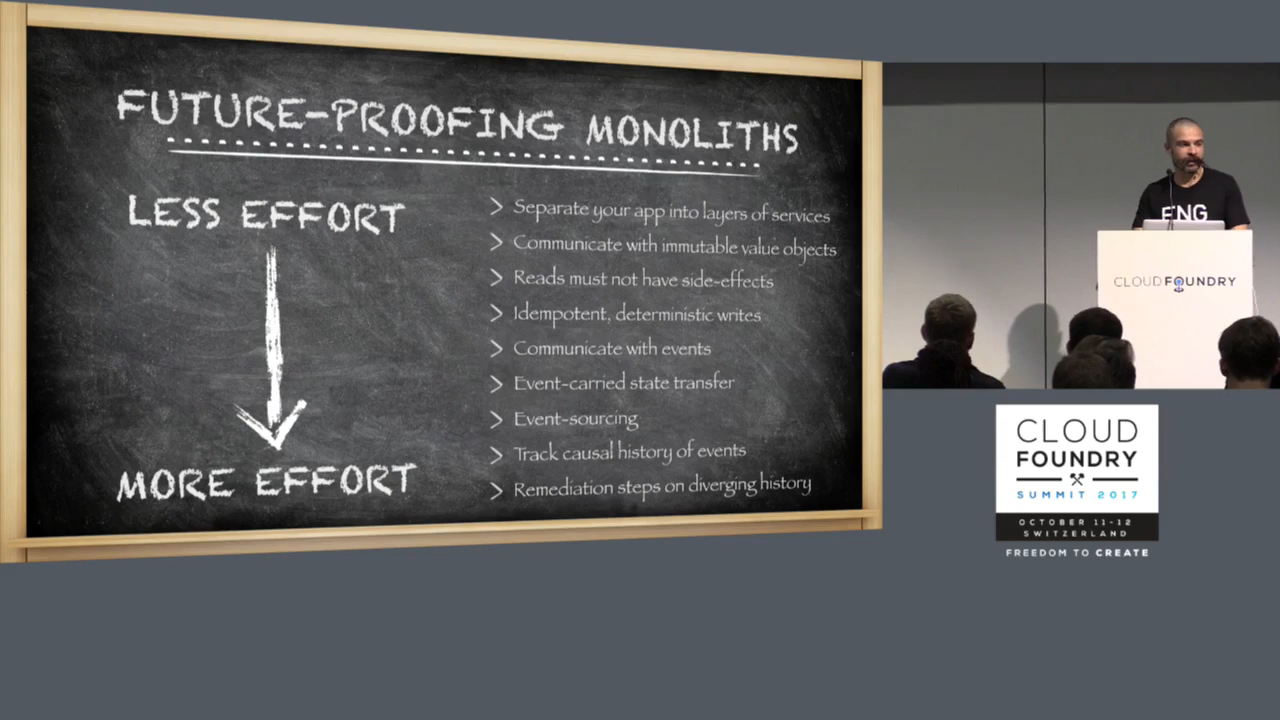 FUTURE-PROOFING MONOLITHS
LESS EFFORT
MORE EFFORT
Separate your app into layers of services
Communicate with immutable value objects
Reads must not have side-effects
Idempotent, deterministic writes
Communicate with events
Event-carried state transfer
Event-sourcing
Track causal history of events
Remediation steps on diverging history
ENG
CLOUDFOUNDRY
CLOUD
FOUNDRY
SUMMIT 2017
OCTOBER 11-12
SWITZERLAND
FREEDOM TO CREATE